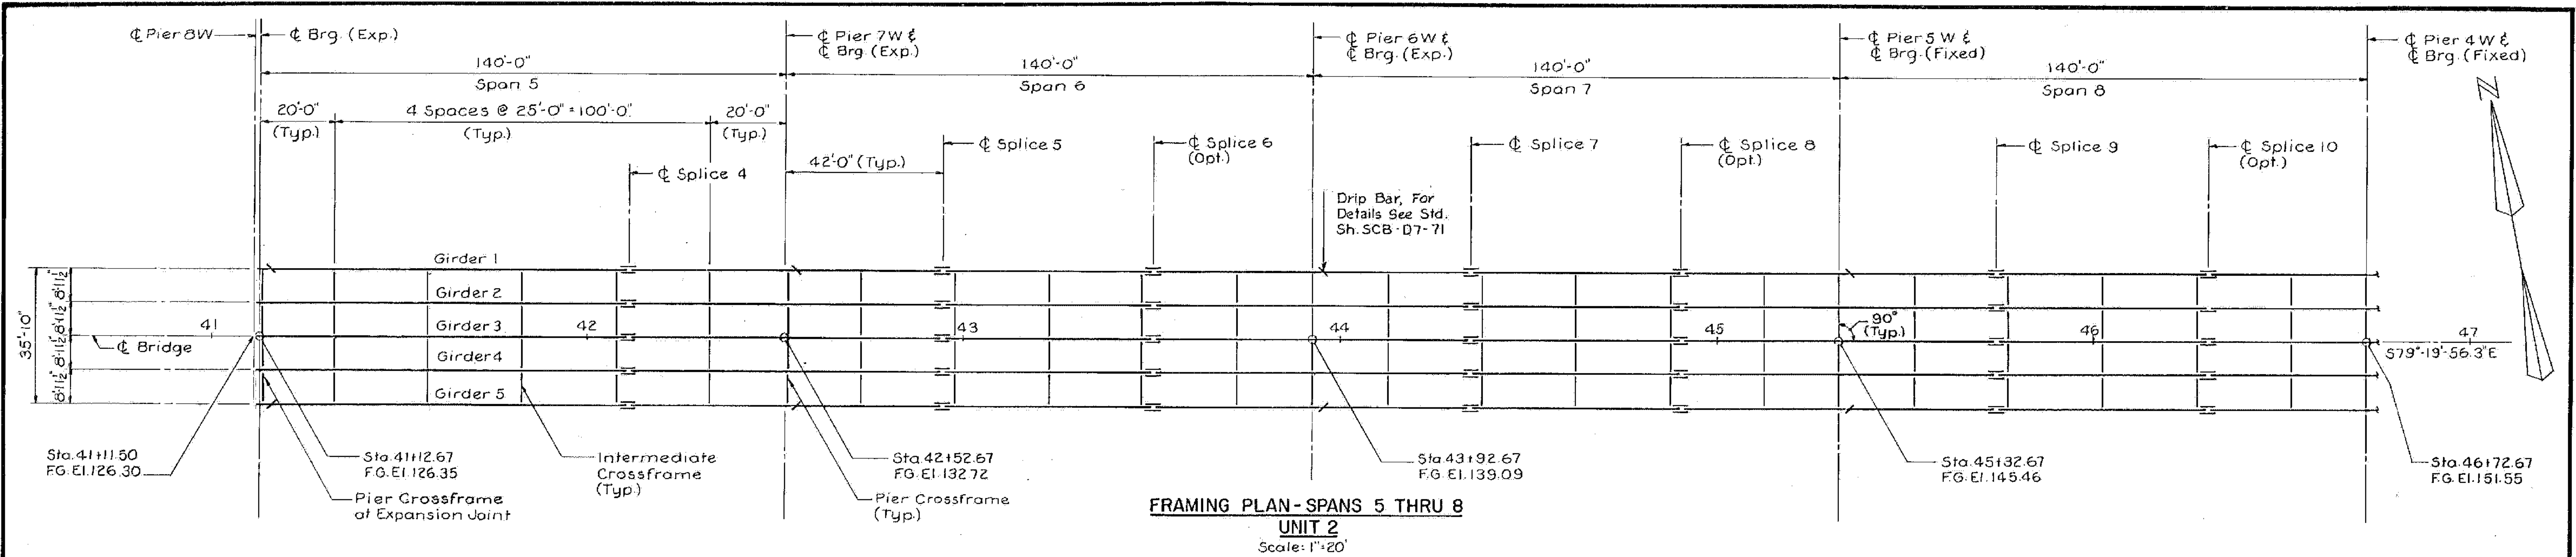 ℄ Pier 8W
℄ Brg. (Exp.)
℄ Pier 7W &
℄ Brg. (Exp.)
℄ Pier 6W &
℄ Brg. (Exp.)
℄ Pier 5W &
℄ Brg. (Fixed)
℄ Pier 4W &
℄ Brg. (Fixed)
140'-0"
Span 5
140'-0"
Span 6
140'-0"
Span 7
140'-0"
Span 8
N
20'-0"
(Typ.)
4 Spaces @ 25'-0" = 100'-0"
(Typ.)
20'-0"
(Typ.)
42'-0" (Typ.)
℄ Splice 4
℄ Splice 5
℄ Splice 6
(Opt.)
℄ Splice 7
℄ Splice 8
(Opt.)
℄ Splice 9
℄ Splice 10
(Opt.)
Drip Bar, For
Details See Std.
Sh. SCB-D7-71
35'-10"
8'-11½"
8'-11½"
8'-11½"
8'-11½"
Girder 1
Girder 2
Girder 3
Girder 4
Girder 5
℄ Bridge
41
42
43
44
45
46
47
90°
(Typ.)
S79°-19'-56.3"E
Sta. 41+11.50
F.G. El. 126.30
Sta. 41+12.67
F.G. El. 126.35
Pier Crossframe
at Expansion Joint
Intermediate
Crossframe
(Typ.)
Sta. 42+52.67
F.G. El. 132.72
Pier Crossframe
(Typ.)
Sta. 43+92.67
F.G. El. 139.09
Sta. 45+32.67
F.G. El. 145.46
Sta. 46+72.67
F.G. El. 151.55
FRAMING PLAN - SPANS 5 THRU 8
UNIT 2
Scale: 1"=20'